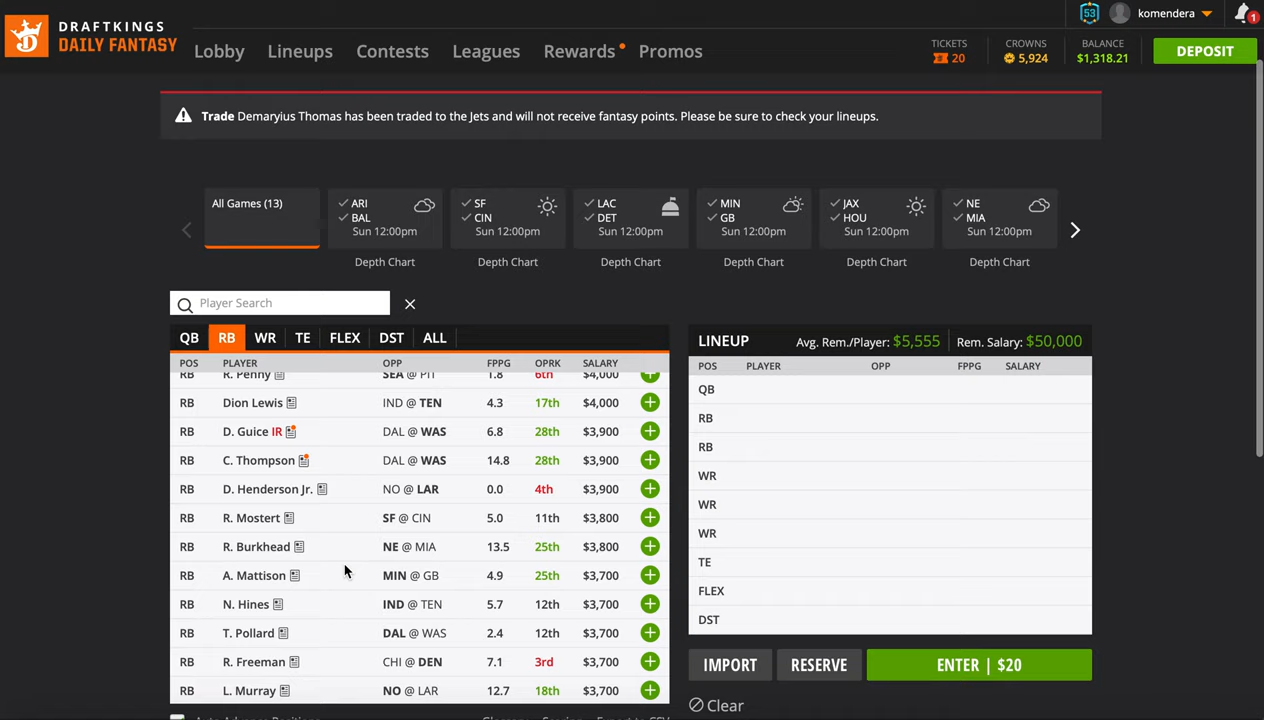 DRAFTKINGS
DAILY FANTASY
Lobby Lineups Contests Leagues Rewards Promos
53 komendera 1
TICKETS CROWNS BALANCE
20 5,924 $1,318.21 DEPOSIT
Trade Demaryius Thomas has been traded to the Jets and will not receive fantasy points. Please be sure to check your lineups.
All Games (13)
ARI
BAL
Sun 12:00pm
SF
CIN
Sun 12:00pm
LAC
DET
Sun 12:00pm
MIN
GB
Sun 12:00pm
JAX
HOU
Sun 12:00pm
NE
MIA
Sun 12:00pm
Depth Chart Depth Chart Depth Chart Depth Chart Depth Chart Depth Chart
Player Search
QB RB WR TE FLEX DST ALL
POS PLAYER OPP FPPG OPRK SALARY
RB R. Penny SEA @ PIT 1.8 6th $4,000
RB Dion Lewis IND @ TEN 4.3 17th $4,000
RB D. Guice IR DAL @ WAS 6.8 28th $3,900
RB C. Thompson DAL @ WAS 14.8 28th $3,900
RB D. Henderson Jr. NO @ LAR 0.0 4th $3,900
RB R. Mostert SF @ CIN 5.0 11th $3,800
RB R. Burkhead NE @ MIA 13.5 25th $3,800
RB A. Mattison MIN @ GB 4.9 25th $3,700
RB N. Hines IND @ TEN 5.7 12th $3,700
RB T. Pollard DAL @ WAS 2.4 12th $3,700
RB R. Freeman CHI @ DEN 7.1 3rd $3,700
RB L. Murray NO @ LAR 12.7 18th $3,700
LINEUP Avg. Rem./Player: $5,555 Rem. Salary: $50,000
POS PLAYER OPP FPPG SALARY
QB
RB
RB
WR
WR
WR
TE
FLEX
DST
IMPORT RESERVE ENTER | $20
Clear